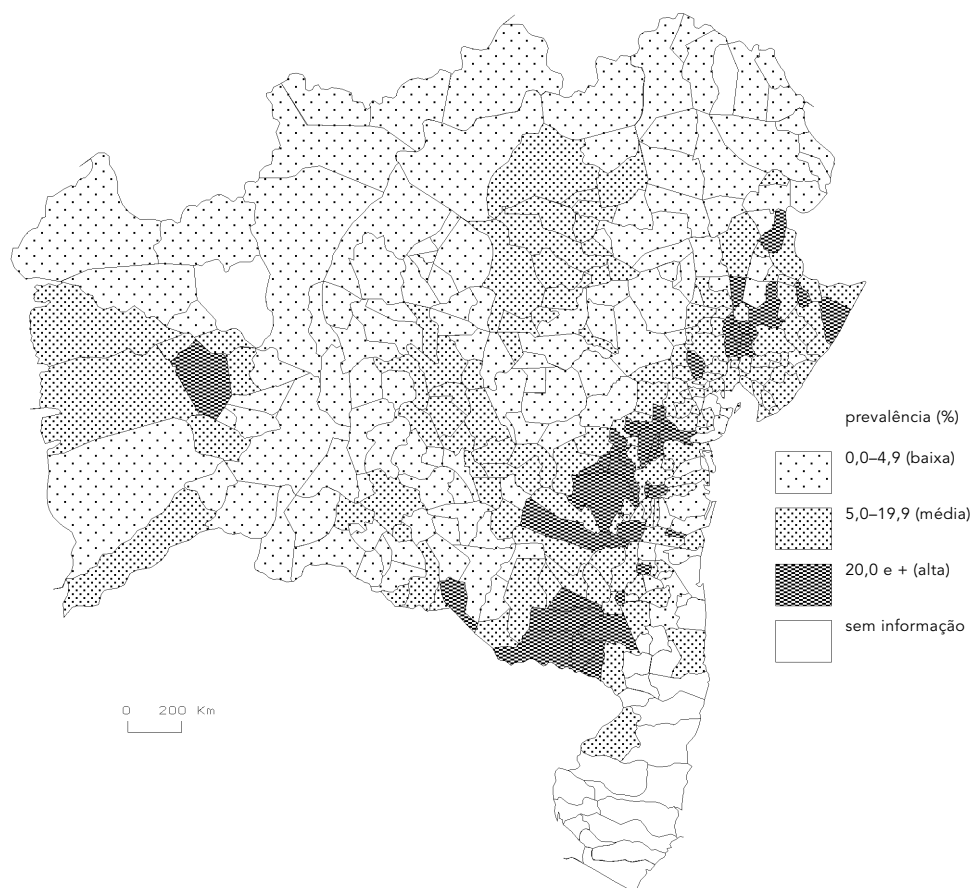 prevalência (%)
0,0–4,9 (baixa)
5,0–19,9 (média)
20,0 e + (alta)
sem informação
0 200 Km